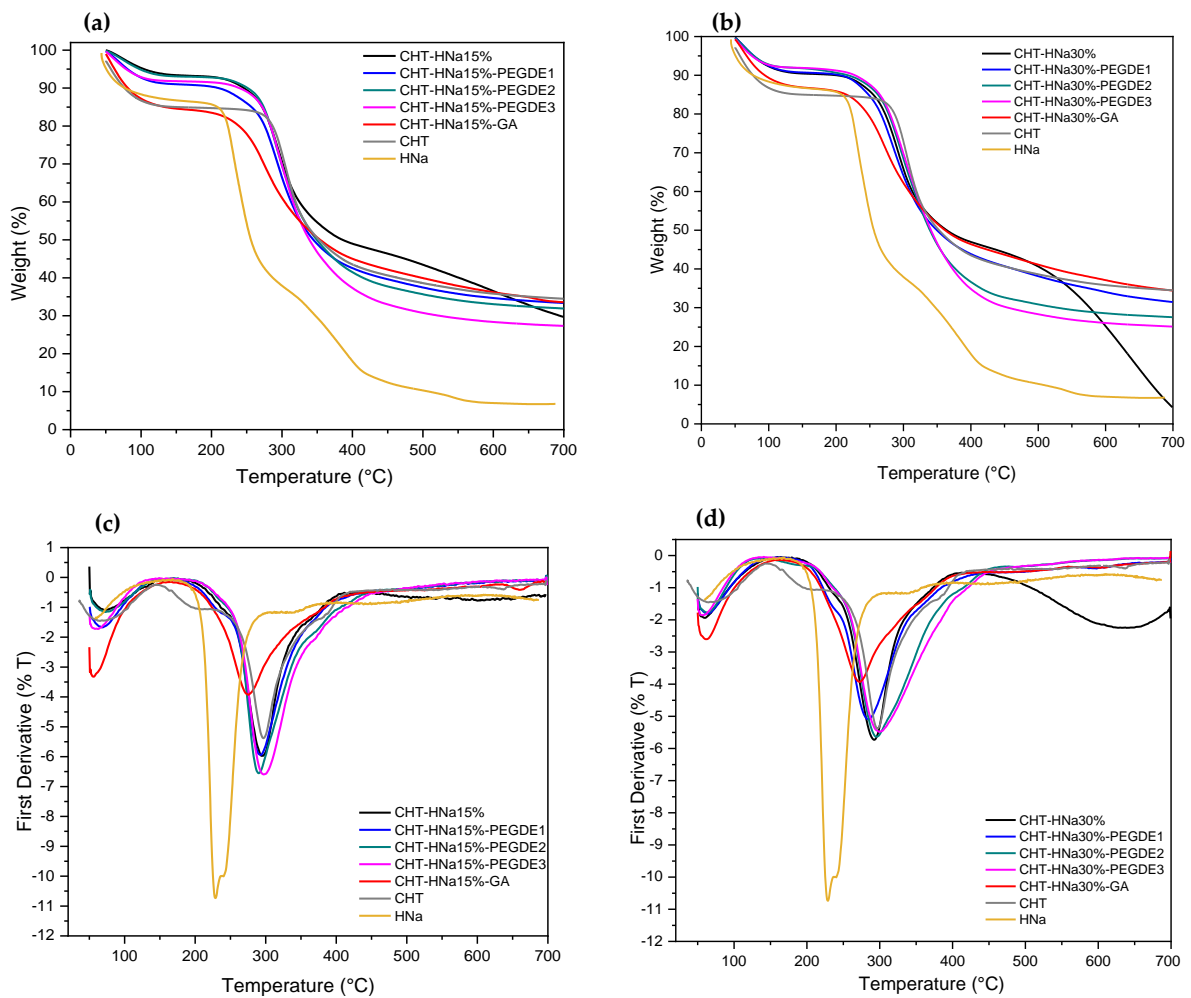 (a)
100
90
80
70
60
50
40
30
20
10
0
Weight (%)
CHT-HNa15%
CHT-HNa15%-PEGDE1
CHT-HNa15%-PEGDE2
CHT-HNa15%-PEGDE3
CHT-HNa15%-GA
CHT
HNa
0 100 200 300 400 500 600 700
Temperature (°C)
(b)
100
90
80
70
60
50
40
30
20
10
0
Weight (%)
CHT-HNa30%
CHT-HNa30%-PEGDE1
CHT-HNa30%-PEGDE2
CHT-HNa30%-PEGDE3
CHT-HNa30%-GA
CHT
HNa
0 100 200 300 400 500 600 700
Temperature (°C)
(c)
1
0
-1
-2
-3
-4
-5
-6
-7
-8
-9
-10
-11
-12
First Derivative (% T)
CHT-HNa15%
CHT-HNa15%-PEGDE1
CHT-HNa15%-PEGDE2
CHT-HNa15%-PEGDE3
CHT-HNa15%-GA
CHT
HNa
100 200 300 400 500 600 700
Temperature (°C)
(d)
0
-1
-2
-3
-4
-5
-6
-7
-8
-9
-10
-11
-12
First Derivative (% T)
CHT-HNa30%
CHT-HNa30%-PEGDE1
CHT-HNa30%-PEGDE2
CHT-HNa30%-PEGDE3
CHT-HNa30%-GA
CHT
HNa
100 200 300 400 500 600 700
Temperature (°C)